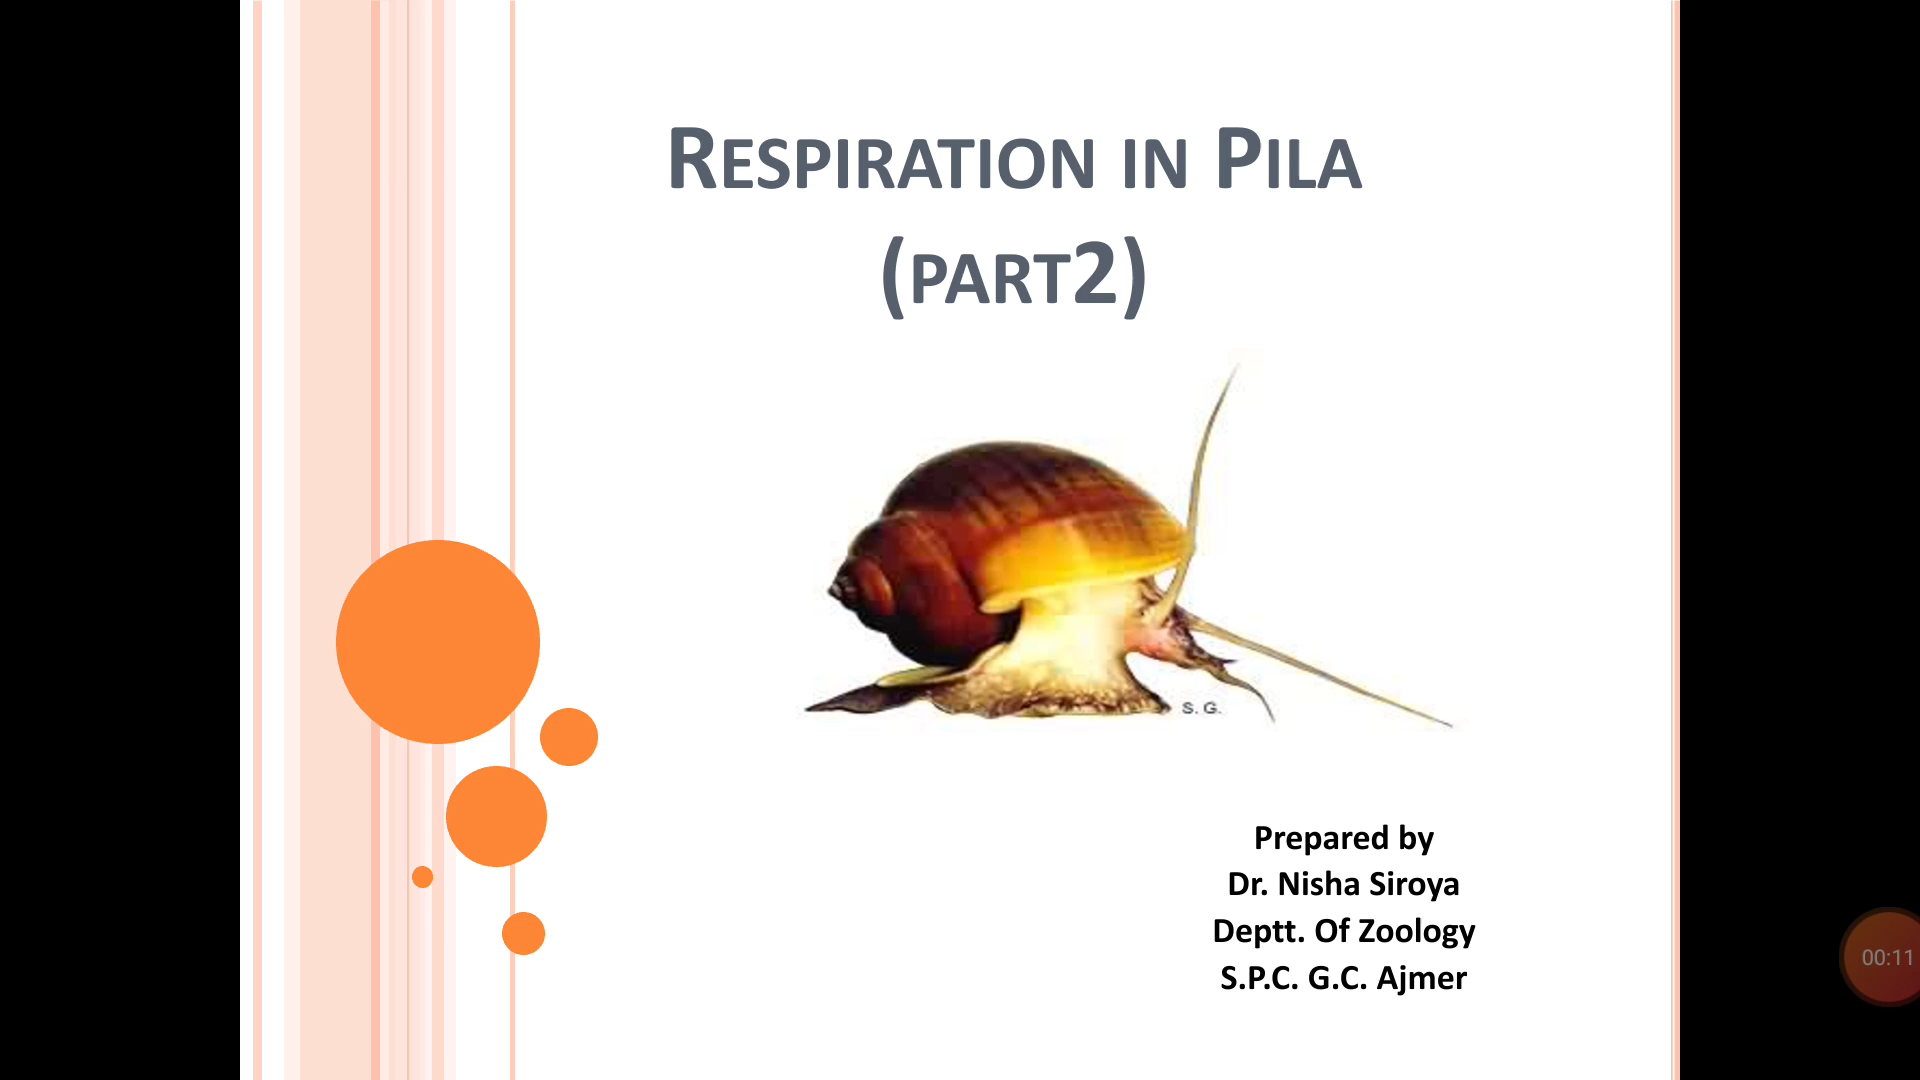 Respiration in Pila
(part2)
S. G.
Prepared by
Dr. Nisha Siroya
Deptt. Of Zoology
S.P.C. G.C. Ajmer
00:11